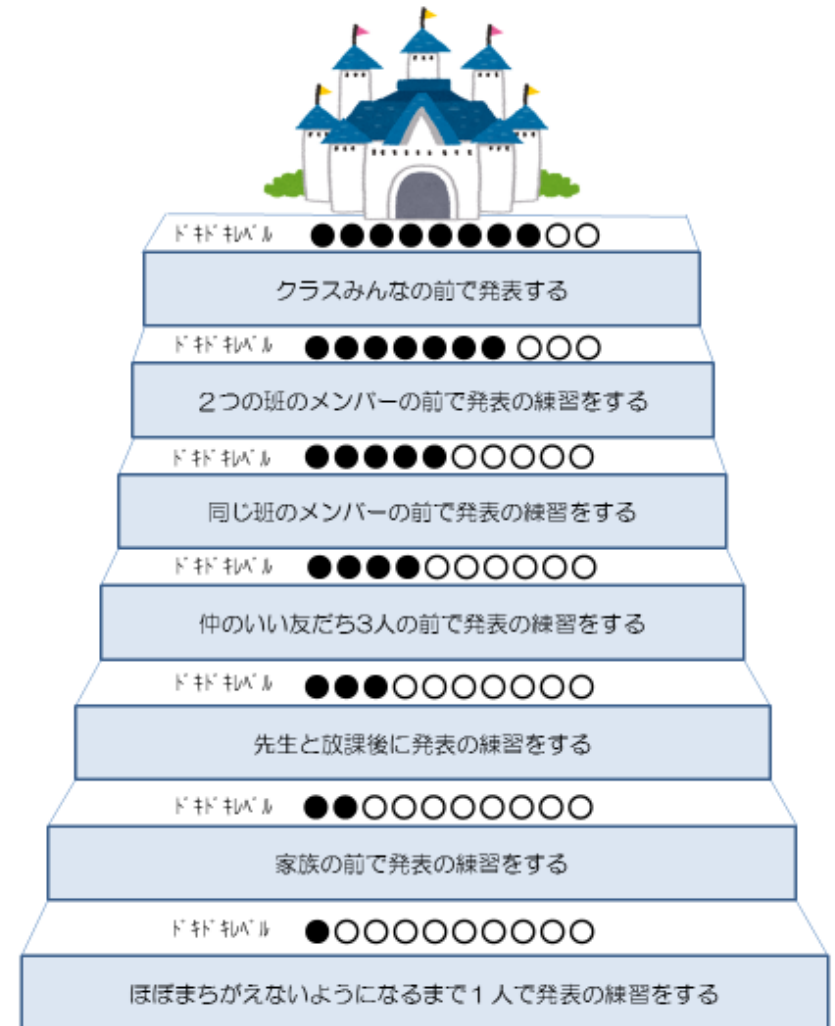 ﾄﾞｷﾄﾞｷﾚﾍﾞﾙ ●●●●●●●●○○
クラスみんなの前で発表する
ﾄﾞｷﾄﾞｷﾚﾍﾞﾙ ●●●●●●● ○○○
２つの班のメンバーの前で発表の練習をする
ﾄﾞｷﾄﾞｷﾚﾍﾞﾙ ●●●●●○○○○○
同じ班のメンバーの前で発表の練習をする
ﾄﾞｷﾄﾞｷﾚﾍﾞﾙ ●●●●○○○○○○
仲のいい友だち3人の前で発表の練習をする
ﾄﾞｷﾄﾞｷﾚﾍﾞﾙ ●●●○○○○○○○
先生と放課後に発表の練習をする
ﾄﾞｷﾄﾞｷﾚﾍﾞﾙ ●●○○○○○○○○
家族の前で発表の練習をする
ﾄﾞｷﾄﾞｷﾚﾍﾞﾙ ●○○○○○○○○○
ほぼまちがえないようになるまで１人で発表の練習をする